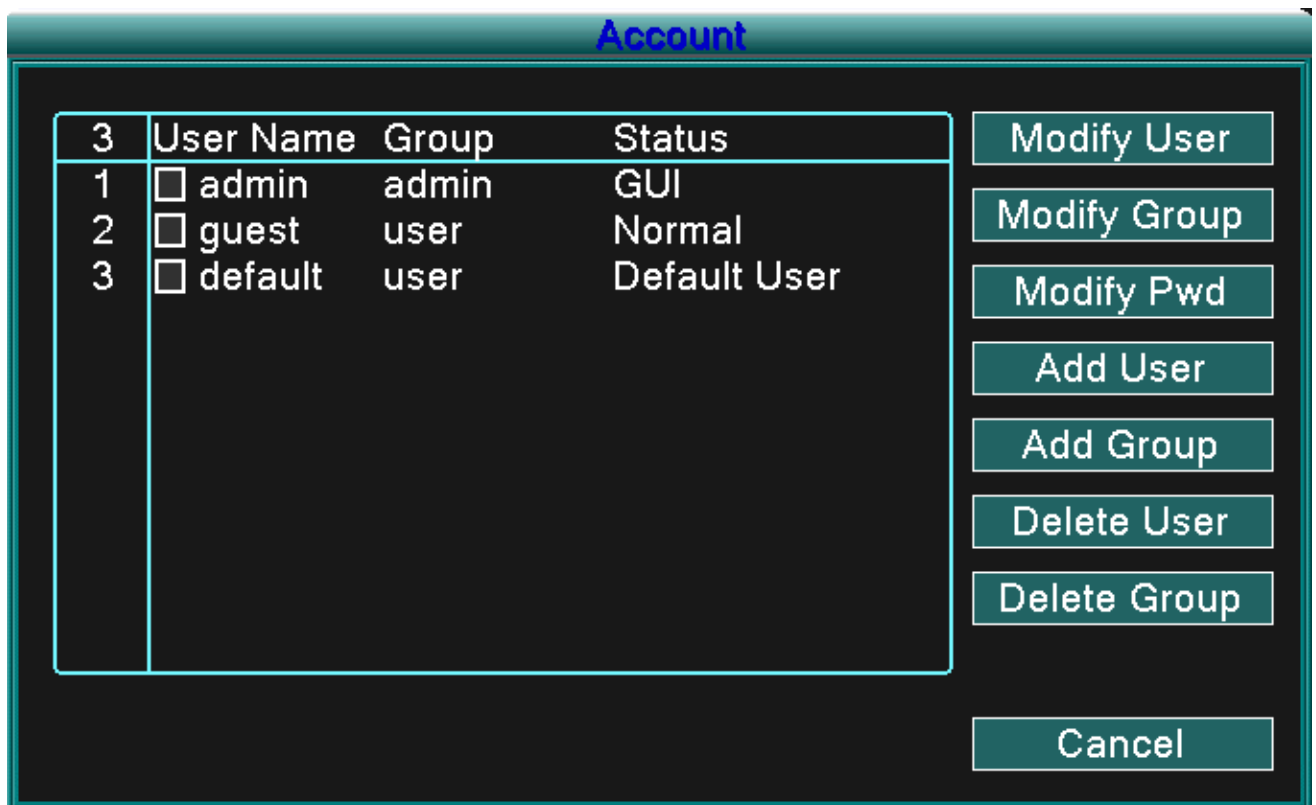 Account
3 User Name Group Status
1 admin admin GUI
2 guest user Normal
3 default user Default User
Modify User
Modify Group
Modify Pwd
Add User
Add Group
Delete User
Delete Group
Cancel